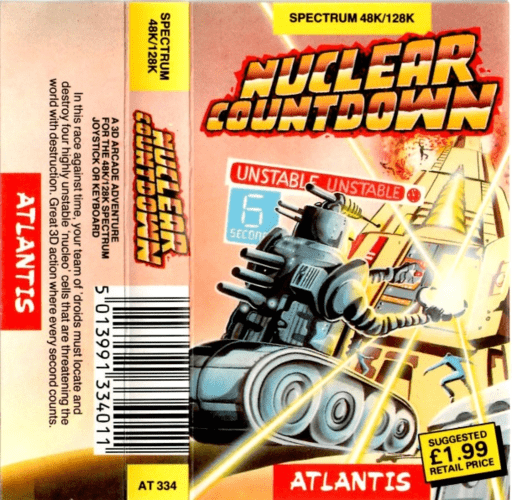 SPECTRUM
48K/128K
In this race against time, your team of 'droids must locate and
destroy four highly unstable 'nucleo' cells that are threatening the
world with destruction. Great 3D action where every second counts.
ATLANTIS
NUCLEAR
COUNTDOWN
A 3D ARCADE ADVENTURE
FOR THE 48K/128K SPECTRUM
JOYSTICK OR KEYBOARD
5 013991 334011
AT 334
SPECTRUM 48K/128K
NUCLEAR
COUNTDOWN
UNSTABLE UNSTABLE
6
SECOND
SUGGESTED
£1.99
RETAIL PRICE
ATLANTIS